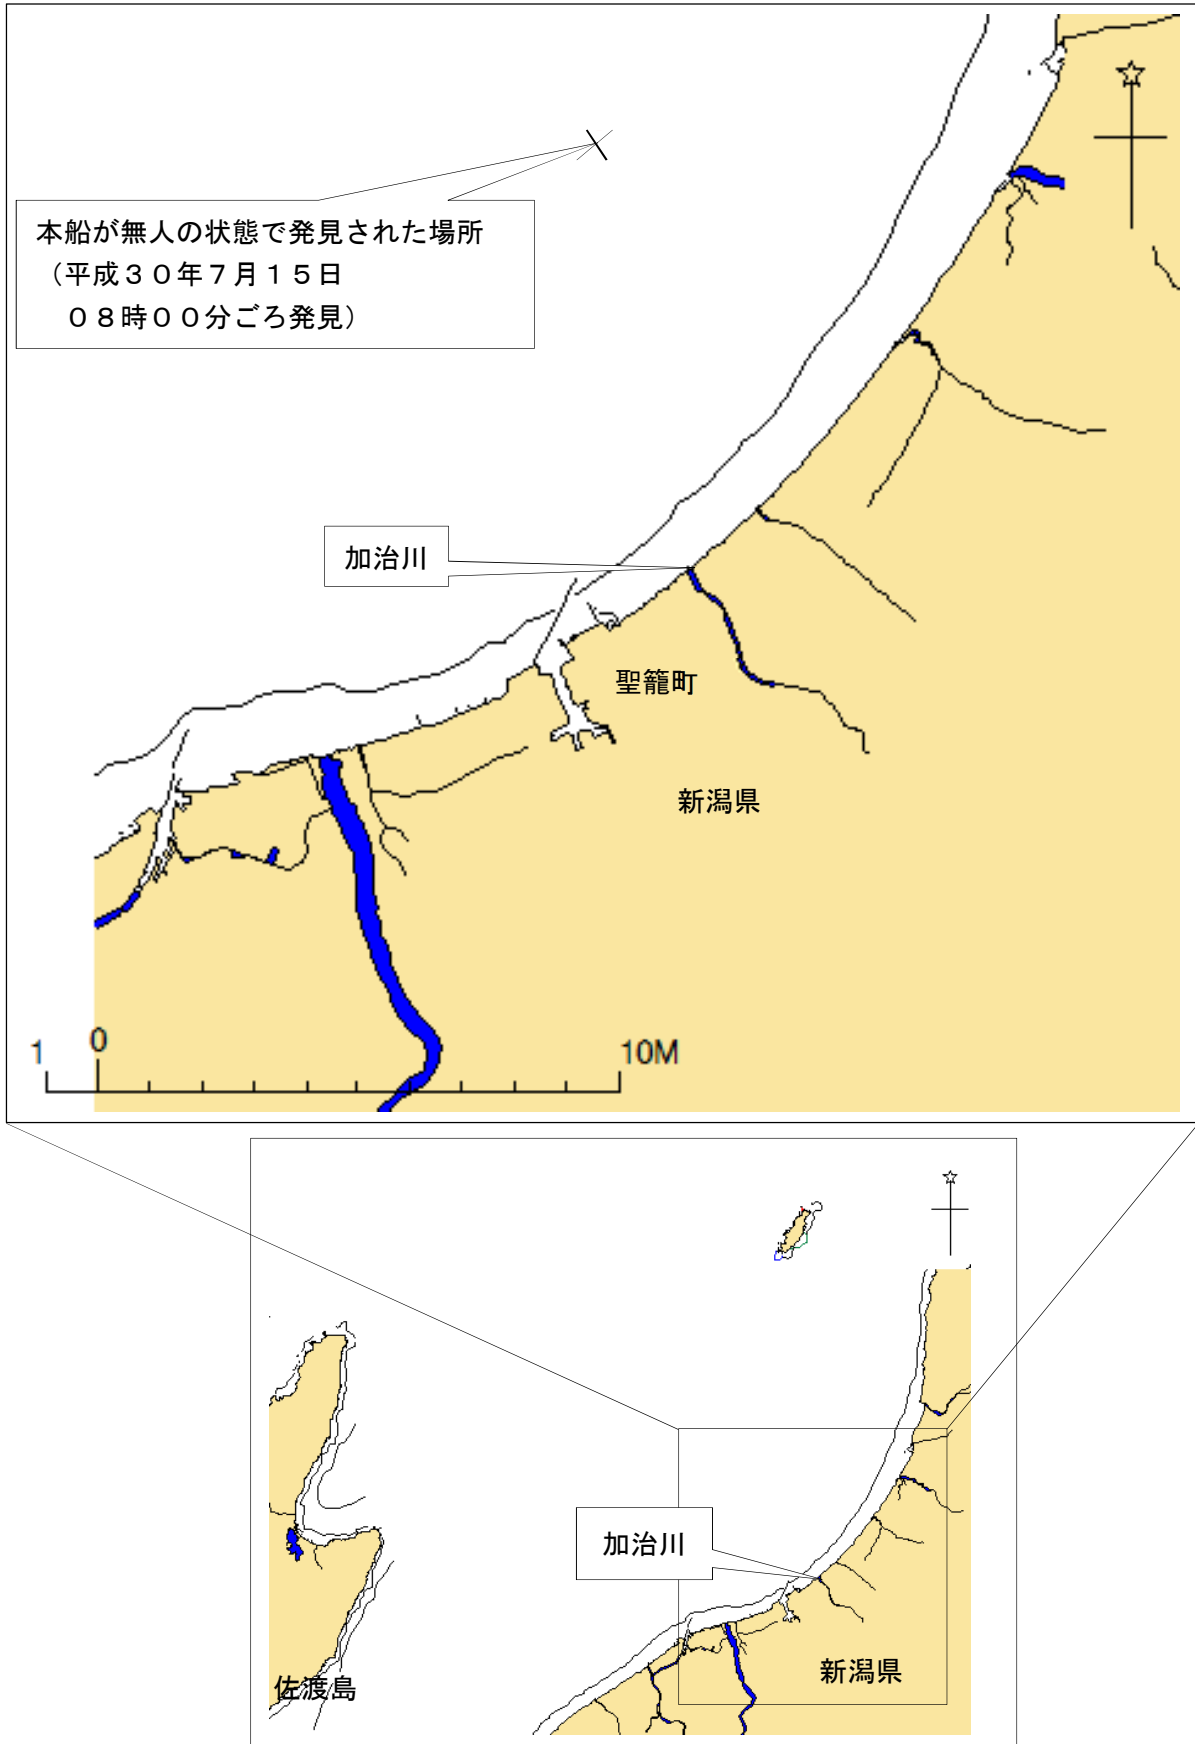 本船が無人の状態で発見された場所
（平成３０年７月１５日
０８時００分ごろ発見）
加治川
聖籠町
新潟県
1 0 10M
加治川
新潟県
佐渡島